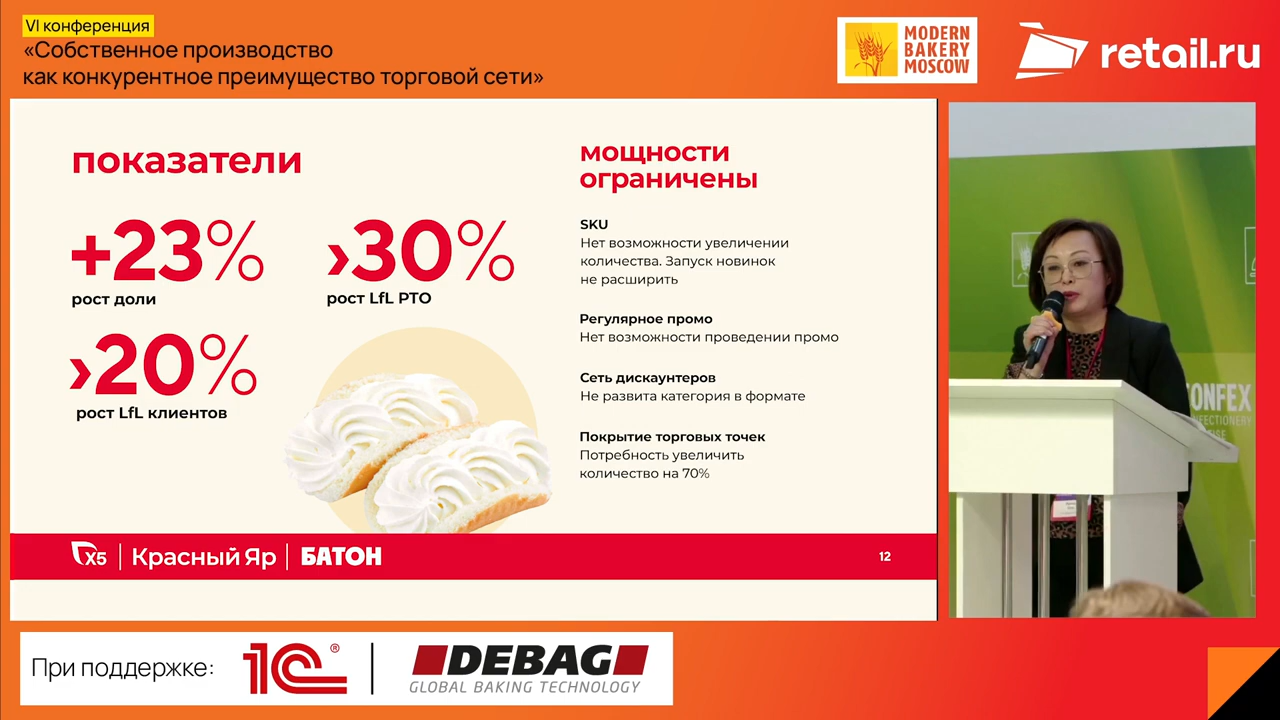 VI конференция
«Собственное производство
как конкурентное преимущество торговой сети»
MODERN
BAKERY
MOSCOW
retail.ru
показатели
+23%
рост доли
›30%
рост LfL РТО
›20%
рост LfL клиентов
мощности
ограничены
SKU
Нет возможности увеличении
количества. Запуск новинок
не расширить
Регулярное промо
Нет возможности проведении промо
Сеть дискаунтеров
Не развита категория в формате
Покрытие торговых точек
Потребность увеличить
количество на 70%
X5 | Красный Яр | БАТОН
12
ONFEX
При поддержке:
1С®
DEBAG
GLOBAL BAKING TECHNOLOGY